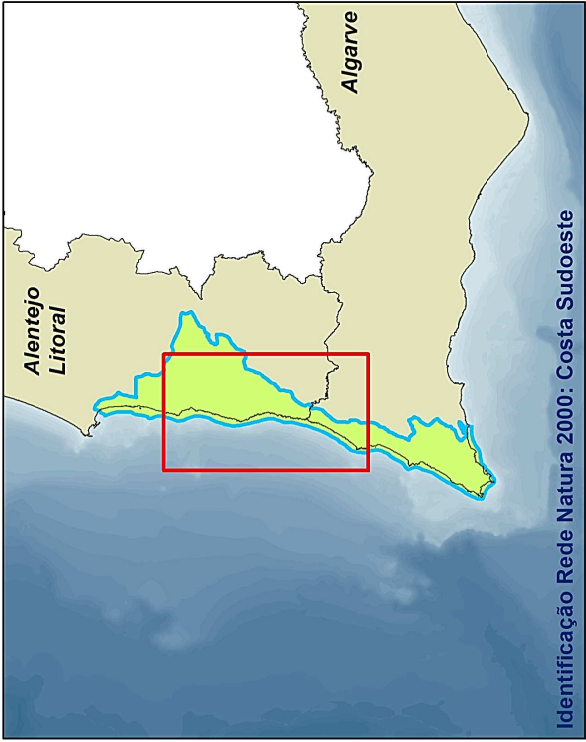 Alentejo
Litoral
Algarve
Identificação Rede Natura 2000: Costa Sudoeste